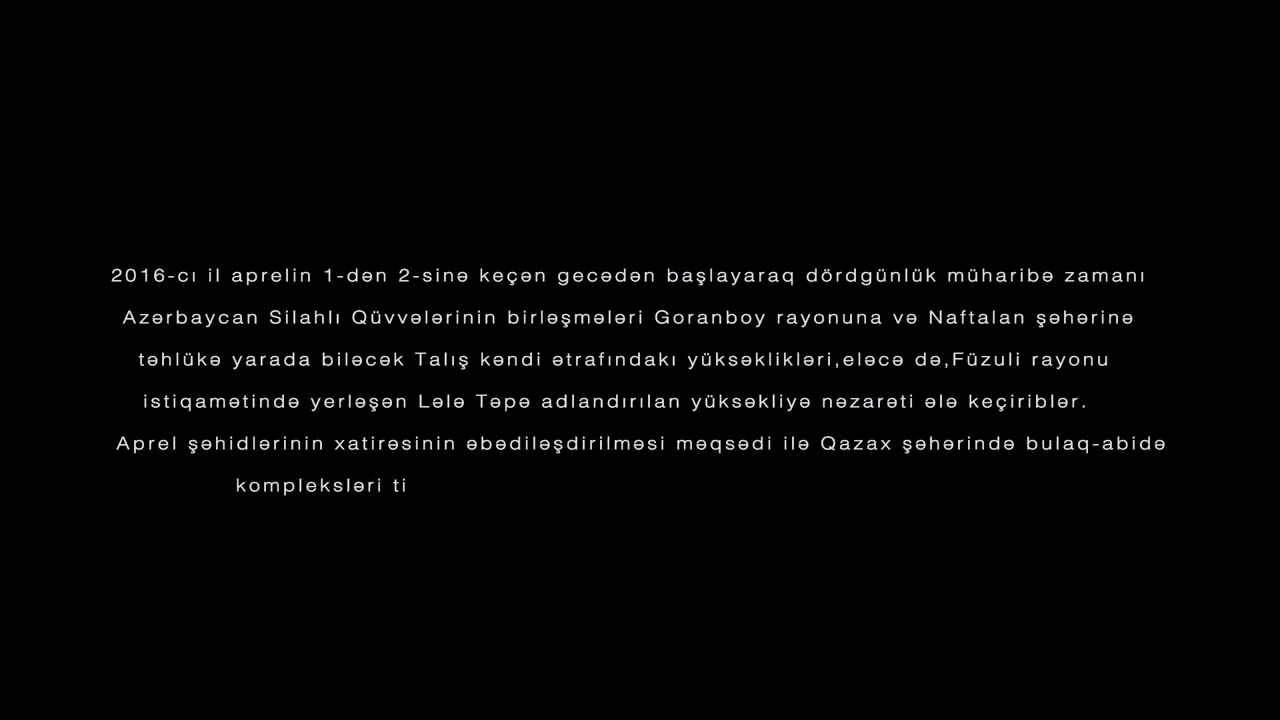 2016-cı il aprelin 1-dən 2-sinə keçən gecədən başlayaraq dördgünlük müharibə zamanı
Azərbaycan Silahlı Qüvvələrinin birləşmələri Goranboy rayonuna və Naftalan şəhərinə
təhlükə yarada biləcək Talış kəndi ətrafındakı yüksəklikləri,eləcə də,Füzuli rayonu
istiqamətində yerləşən Lələ Təpə adlandırılan yüksəkliyə nəzarəti ələ keçiriblər.
Aprel şəhidlərinin xatirəsinin əbədiləşdirilməsi məqsədi ilə Qazax şəhərində bulaq-abidə
kompleksləri ti